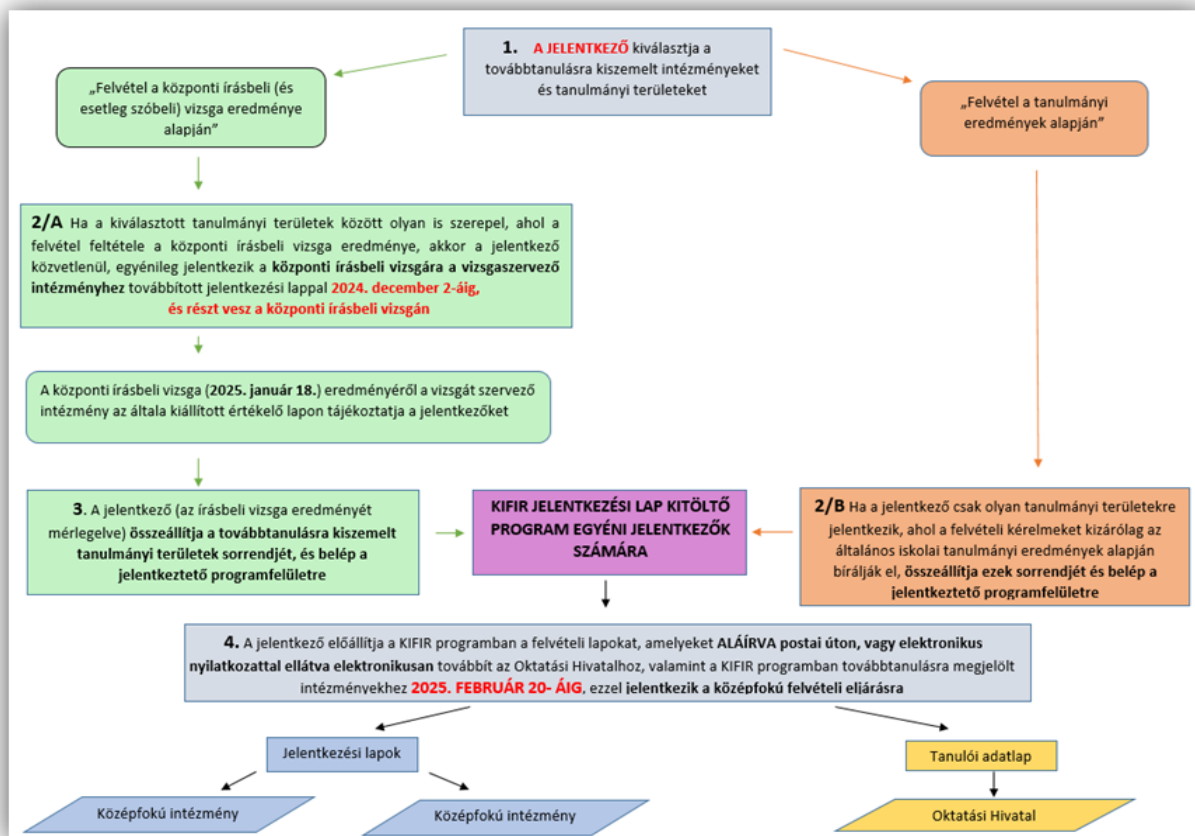 1. A JELENTKEZŐ kiválasztja a
továbbtanulásra kiszemelt intézményeket
és tanulmányi területeket
„Felvétel a központi írásbeli (és
esetleg szóbeli) vizsga eredménye
alapján”
„Felvétel a tanulmányi
eredmények alapján”
2/A Ha a kiválasztott tanulmányi területek között olyan is szerepel, ahol a
felvétel feltétele a központi írásbeli vizsga eredménye, akkor a jelentkező
közvetlenül, egyénileg jelentkezik a központi írásbeli vizsgára a vizsgaszervező
intézményhez továbbított jelentkezési lappal 2024. december 2-áig,
és részt vesz a központi írásbeli vizsgán
A központi írásbeli vizsga (2025. január 18.) eredményéről a vizsgát szervező
intézmény az általa kiállított értékelő lapon tájékoztatja a jelentkezőket
3. A jelentkező (az írásbeli vizsga eredményét
mérlegelve) összeállítja a továbbtanulásra kiszemelt
tanulmányi területek sorrendjét, és belép a
jelentkeztető programfelületre
KIFIR JELENTKEZÉSI LAP KITÖLTŐ
PROGRAM EGYÉNI JELENTKEZŐK
SZÁMÁRA
2/B Ha a jelentkező csak olyan tanulmányi területekre
jelentkezik, ahol a felvételi kérelmeket kizárólag az
általános iskolai tanulmányi eredmények alapján
bírálják el, összeállítja ezek sorrendjét és belép a
jelentkeztető programfelületre
4. A jelentkező előállítja a KIFIR programban a felvételi lapokat, amelyeket ALÁÍRVA postai úton, vagy elektronikus
nyilatkozattal ellátva elektronikusan továbbít az Oktatási Hivatalhoz, valamint a KIFIR programban továbbtanulásra megjelölt
intézményekhez 2025. FEBRUÁR 20- ÁIG, ezzel jelentkezik a középfokú felvételi eljárásra
Jelentkezési lapok
Tanulói adatlap
Középfokú intézmény
Középfokú intézmény
Oktatási Hivatal